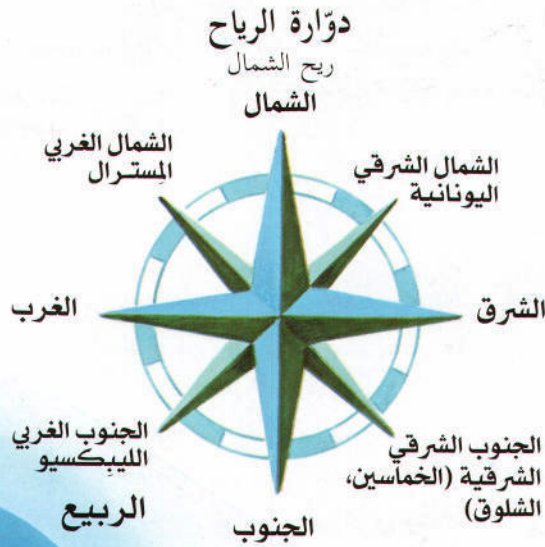 دوّارة الرياح
ريح الشمال
الشمال
الشمال الشرقي
اليونانية
الشمال الغربي
المِسترال
الشرق
الغرب
الجنوب الشرقي
الشرقية (الخماسين،
الشلوق)
الجنوب الغربي
الليبِكسيو
الجنوب
الربيع